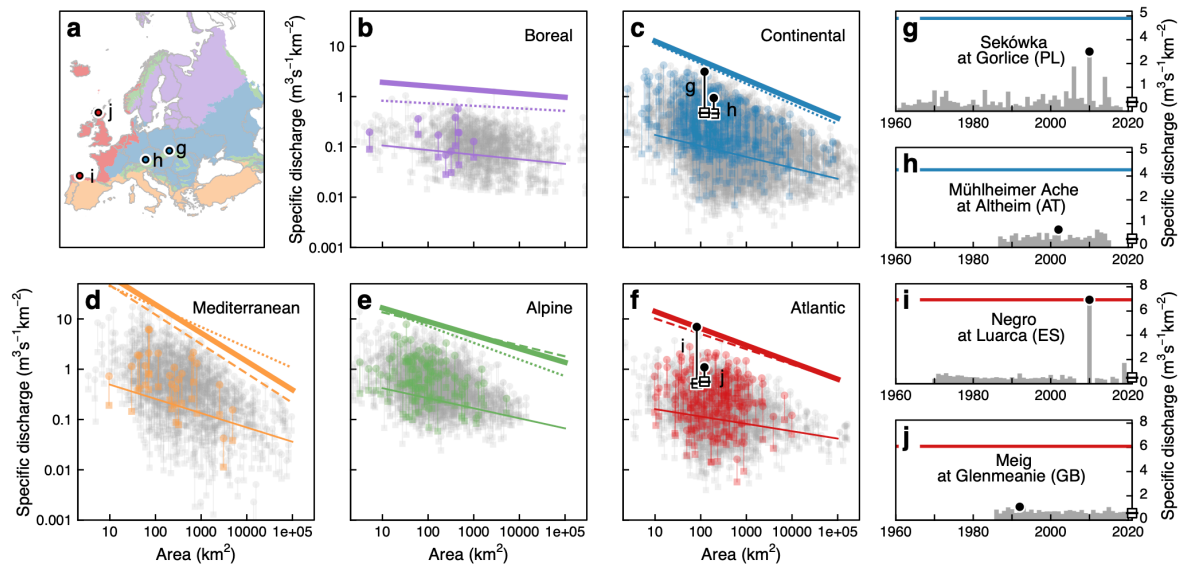 a
j
g
h
i
b
Boreal
Specific discharge (m³s⁻¹km⁻²)
10
1
0.1
0.01
0.001
c
Continental
g
h
g
Sekówka
at Gorlice (PL)
5
4
3
2
1
0
1960 1980 2000 2020
h
Mühlheimer Ache
at Altheim (AT)
5
4
3
2
1
0
1960 1980 2000 2020
Specific discharge (m³s⁻¹km⁻²)
d
Mediterranean
Specific discharge (m³s⁻¹km⁻²)
10
1
0.1
0.01
0.001
10 100 1000 10000 1e+05
Area (km²)
e
Alpine
10 100 1000 10000 1e+05
Area (km²)
f
Atlantic
i
j
10 100 1000 10000 1e+05
Area (km²)
i
Negro
at Luarca (ES)
8
6
4
2
0
1960 1980 2000 2020
j
Meig
at Glenmeanie (GB)
8
6
4
2
0
1960 1980 2000 2020
Specific discharge (m³s⁻¹km⁻²)